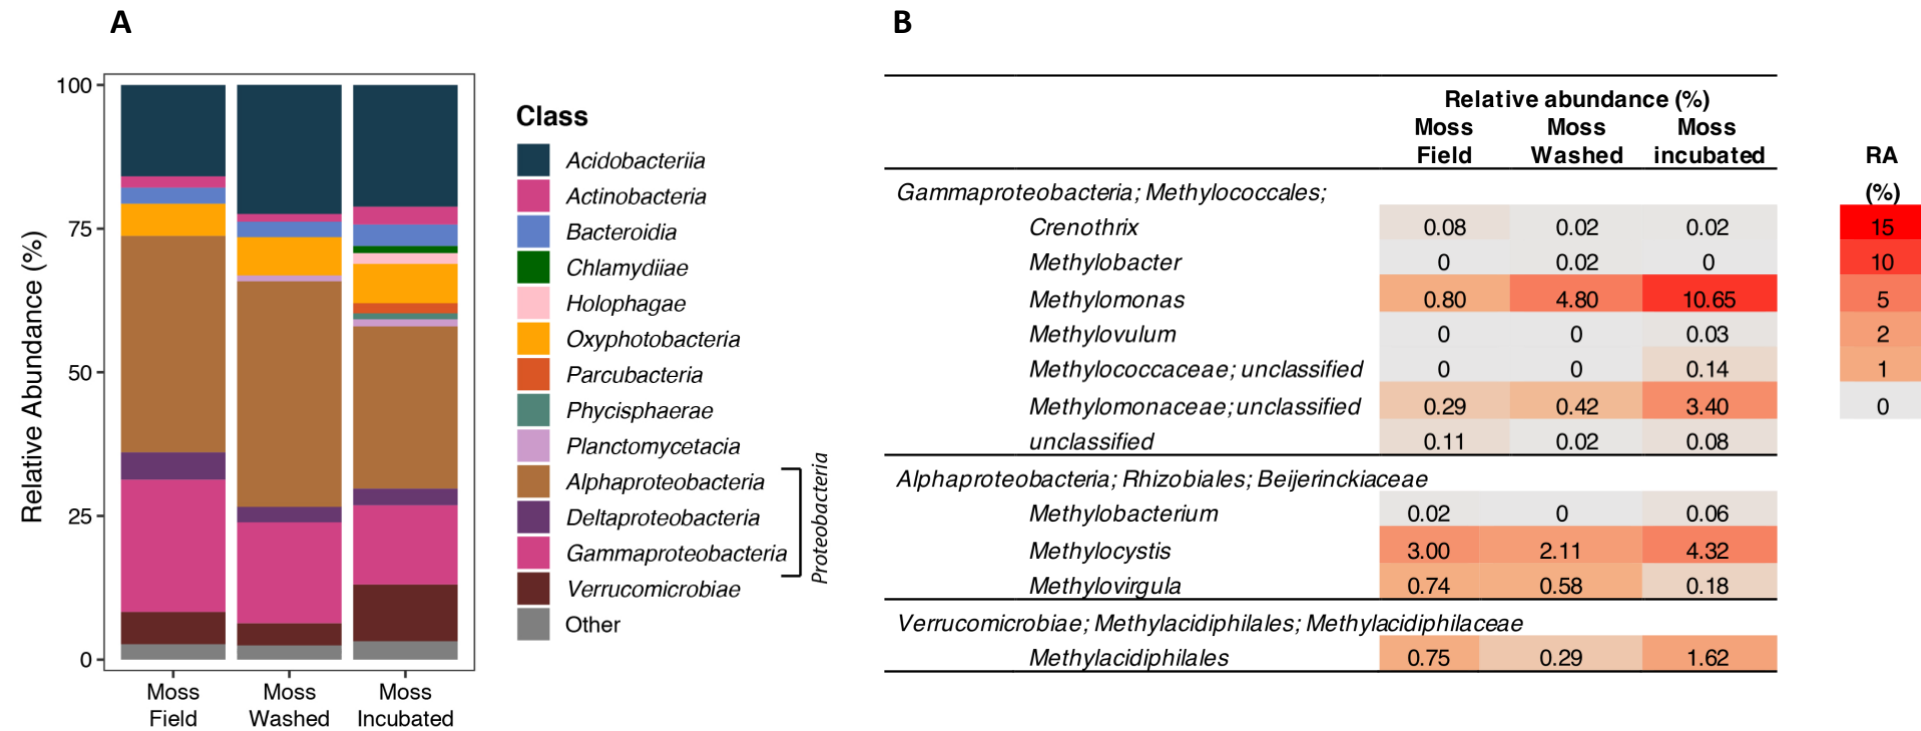 A
100
75
50
25
0
Relative Abundance (%)
Moss Field
Moss Washed
Moss Incubated
Class
Acidobacteriia
Actinobacteria
Bacteroidia
Chlamydiiae
Holophagae
Oxyphotobacteria
Parcubacteria
Phycisphaerae
Planctomycetacia
Alphaproteobacteria
Deltaproteobacteria
Gammaproteobacteria
Verrucomicrobiae
Other
Proteobacteria
B
Relative abundance (%)
Moss Moss Moss
Field Washed incubated
Gammaproteobacteria; Methylococcales;
Crenothrix 0.08 0.02 0.02
Methylobacter 0 0.02 0
Methylomonas 0.80 4.80 10.65
Methylovulum 0 0 0.03
Methylococcaceae; unclassified 0 0 0.14
Methylomonaceae; unclassified 0.29 0.42 3.40
unclassified 0.11 0.02 0.08
Alphaproteobacteria; Rhizobiales; Beijerinckiaceae
Methylobacterium 0.02 0 0.06
Methylocystis 3.00 2.11 4.32
Methylovirgula 0.74 0.58 0.18
Verrucomicrobiae; Methylacidiphilales; Methylacidiphilaceae
Methylacidiphilales 0.75 0.29 1.62
RA
(%)
15
10
5
2
1
0